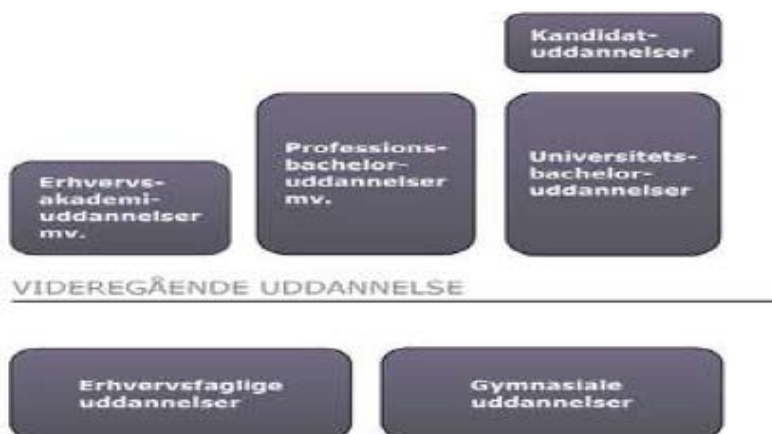 Kandidat-
uddannelser
Professions-
bachelor-
uddannelser
mv.
Universitets-
bachelor-
uddannelser
Erhvervs-
akademi-
uddannelser
mv.
VIDEREGÅENDE UDDANNELSE
Erhvervsfaglige
uddannelser
Gymnasiale
uddannelser